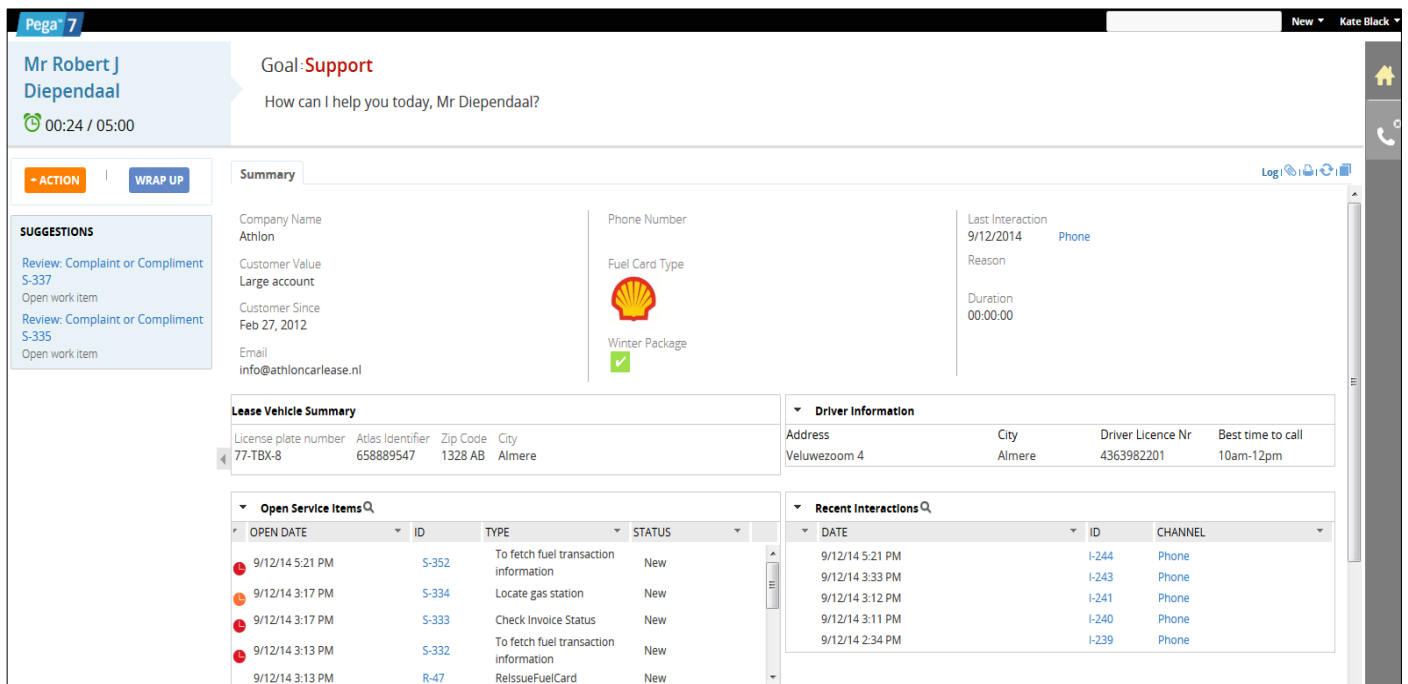 Pega 7
New Kate Black
Mr Robert J
Diependaal
00:24 / 05:00
Goal:Support
How can I help you today, Mr Diependaal?
+ ACTION WRAP UP
SUGGESTIONS
Review: Complaint or Compliment
S-337
Open work item
Review: Complaint or Compliment
S-335
Open work item
Summary
Log
Company Name
Athlon
Customer Value
Large account
Customer Since
Feb 27, 2012
Email
info@athloncarlease.nl
Phone Number
Fuel Card Type
Winter Package
Last Interaction
9/12/2014 Phone
Reason
Duration
00:00:00
Lease Vehicle Summary
License plate number Atlas Identifier Zip Code City
77-TBX-8 658889547 1328 AB Almere
Driver Information
Address City Driver Licence Nr Best time to call
Veluwezoom 4 Almere 4363982201 10am-12pm
Open Service Items
OPEN DATE ID TYPE STATUS
9/12/14 5:21 PM S-352 To fetch fuel transaction information New
9/12/14 3:17 PM S-334 Locate gas station New
9/12/14 3:17 PM S-333 Check Invoice Status New
9/12/14 3:13 PM S-332 To fetch fuel transaction information New
9/12/14 3:13 PM R-47 ReIssueFuelCard New
Recent Interactions
DATE ID CHANNEL
9/12/14 5:21 PM I-244 Phone
9/12/14 3:33 PM I-243 Phone
9/12/14 3:12 PM I-241 Phone
9/12/14 3:11 PM I-240 Phone
9/12/14 2:34 PM I-239 Phone